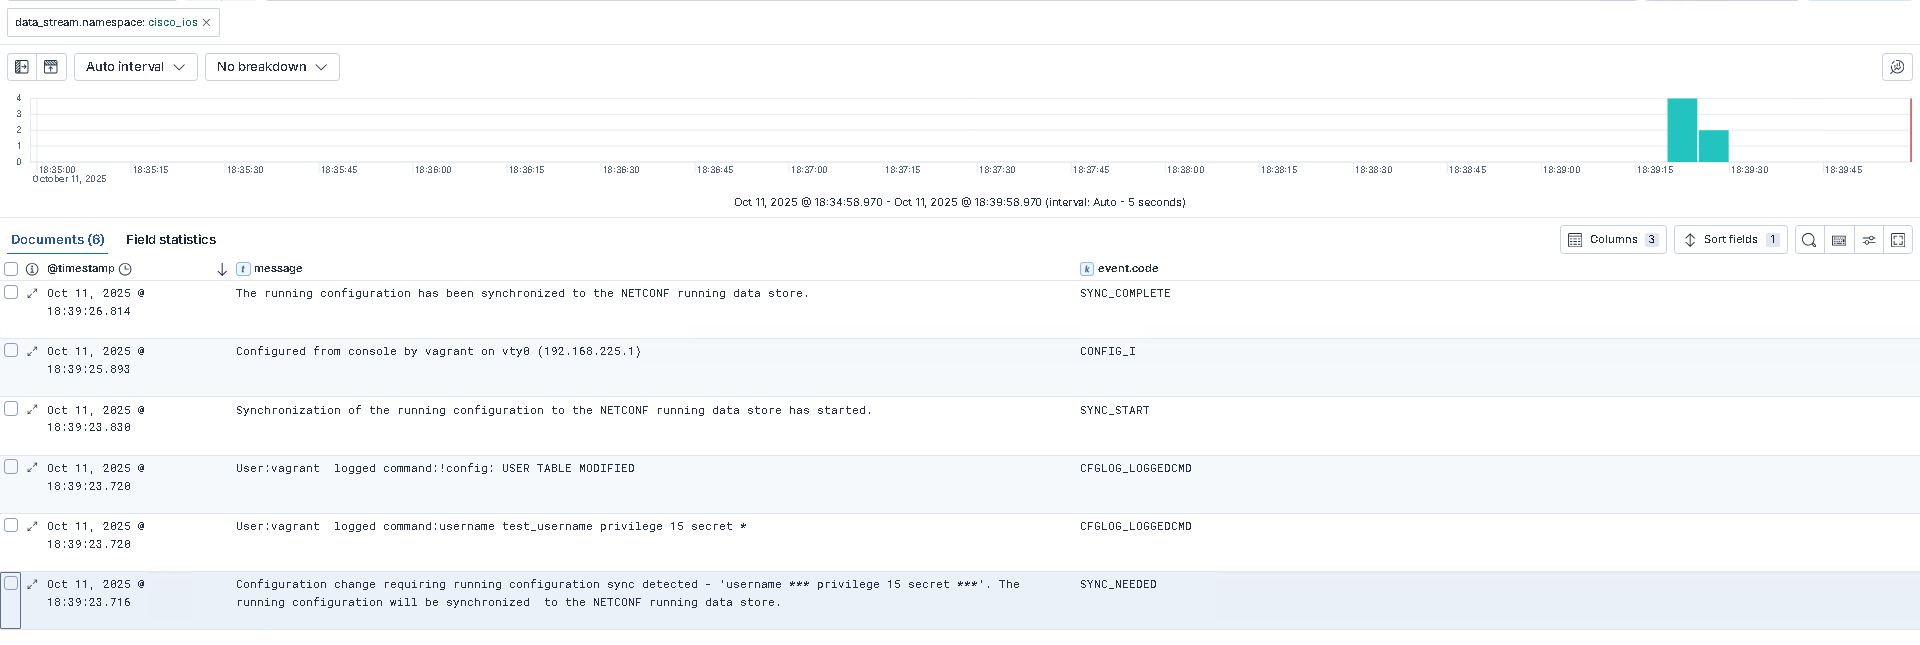 data_stream.namespace: cisco_ios ×
Auto interval
No breakdown
4
3
2
1
0
18:35:00 18:35:15 18:35:30 18:35:45 18:36:00 18:36:15 18:36:30 18:36:45 18:37:00 18:37:15 18:37:30 18:37:45 18:38:00 18:38:15 18:38:30 18:38:45 18:39:00 18:39:15 18:39:30 18:39:45
October 11, 2025
Oct 11, 2025 @ 18:34:58.970 - Oct 11, 2025 @ 18:39:58.970 (interval: Auto - 5 seconds)
Documents (6) Field statistics
Columns 3 Sort fields 1
@timestamp t message k event.code
Oct 11, 2025 @ The running configuration has been synchronized to the NETCONF running data store. SYNC_COMPLETE
18:39:26.814
Oct 11, 2025 @ Configured from console by vagrant on vty0 (192.168.225.1) CONFIG_I
18:39:25.893
Oct 11, 2025 @ Synchronization of the running configuration to the NETCONF running data store has started. SYNC_START
18:39:23.830
Oct 11, 2025 @ User:vagrant  logged command:!config: USER TABLE MODIFIED CFGLOG_LOGGEDCMD
18:39:23.720
Oct 11, 2025 @ User:vagrant  logged command:username test_username privilege 15 secret * CFGLOG_LOGGEDCMD
18:39:23.720
Oct 11, 2025 @ Configuration change requiring running configuration sync detected - 'username *** privilege 15 secret ***'. The SYNC_NEEDED
18:39:23.716 running configuration will be synchronized  to the NETCONF running data store.